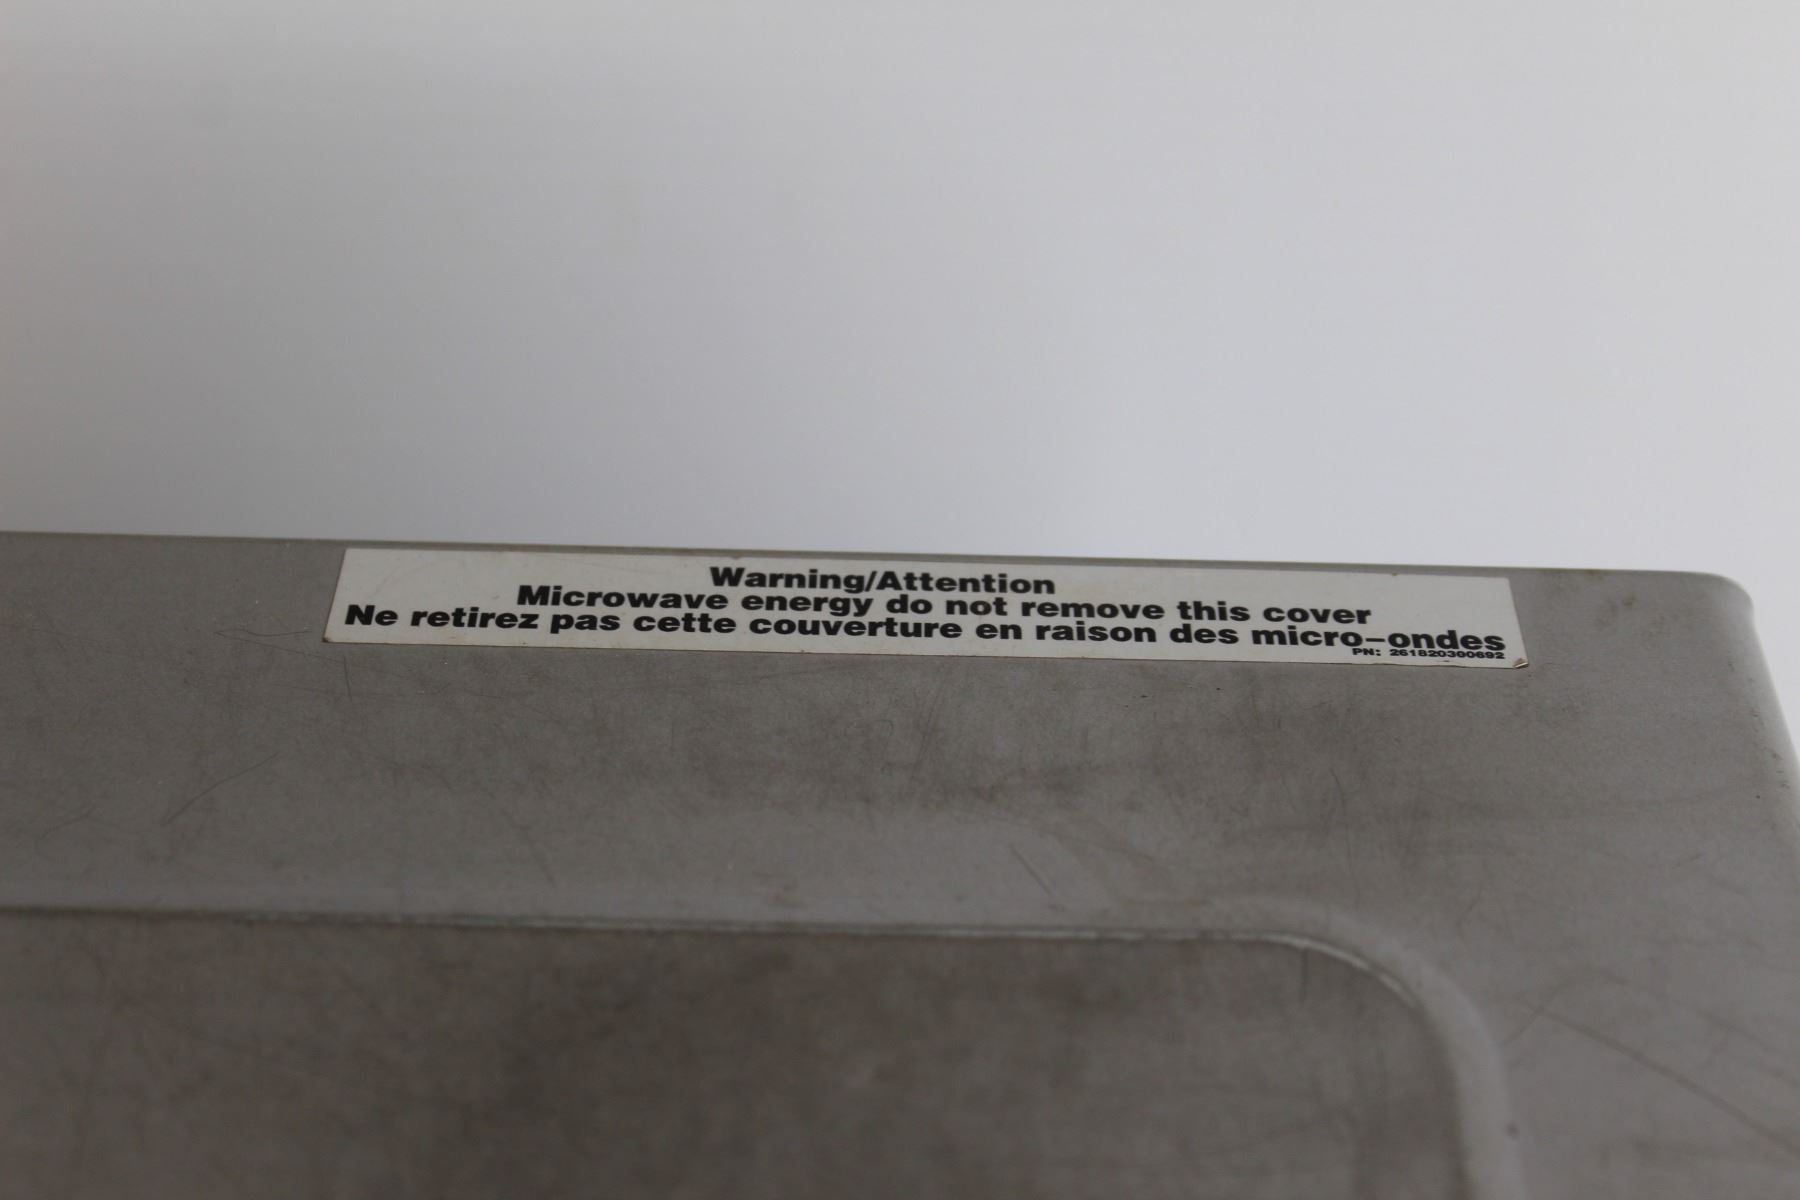 Warning/Attention
Microwave energy do not remove this cover
Ne retirez pas cette couverture en raison des micro-ondes
PN: 261820300692